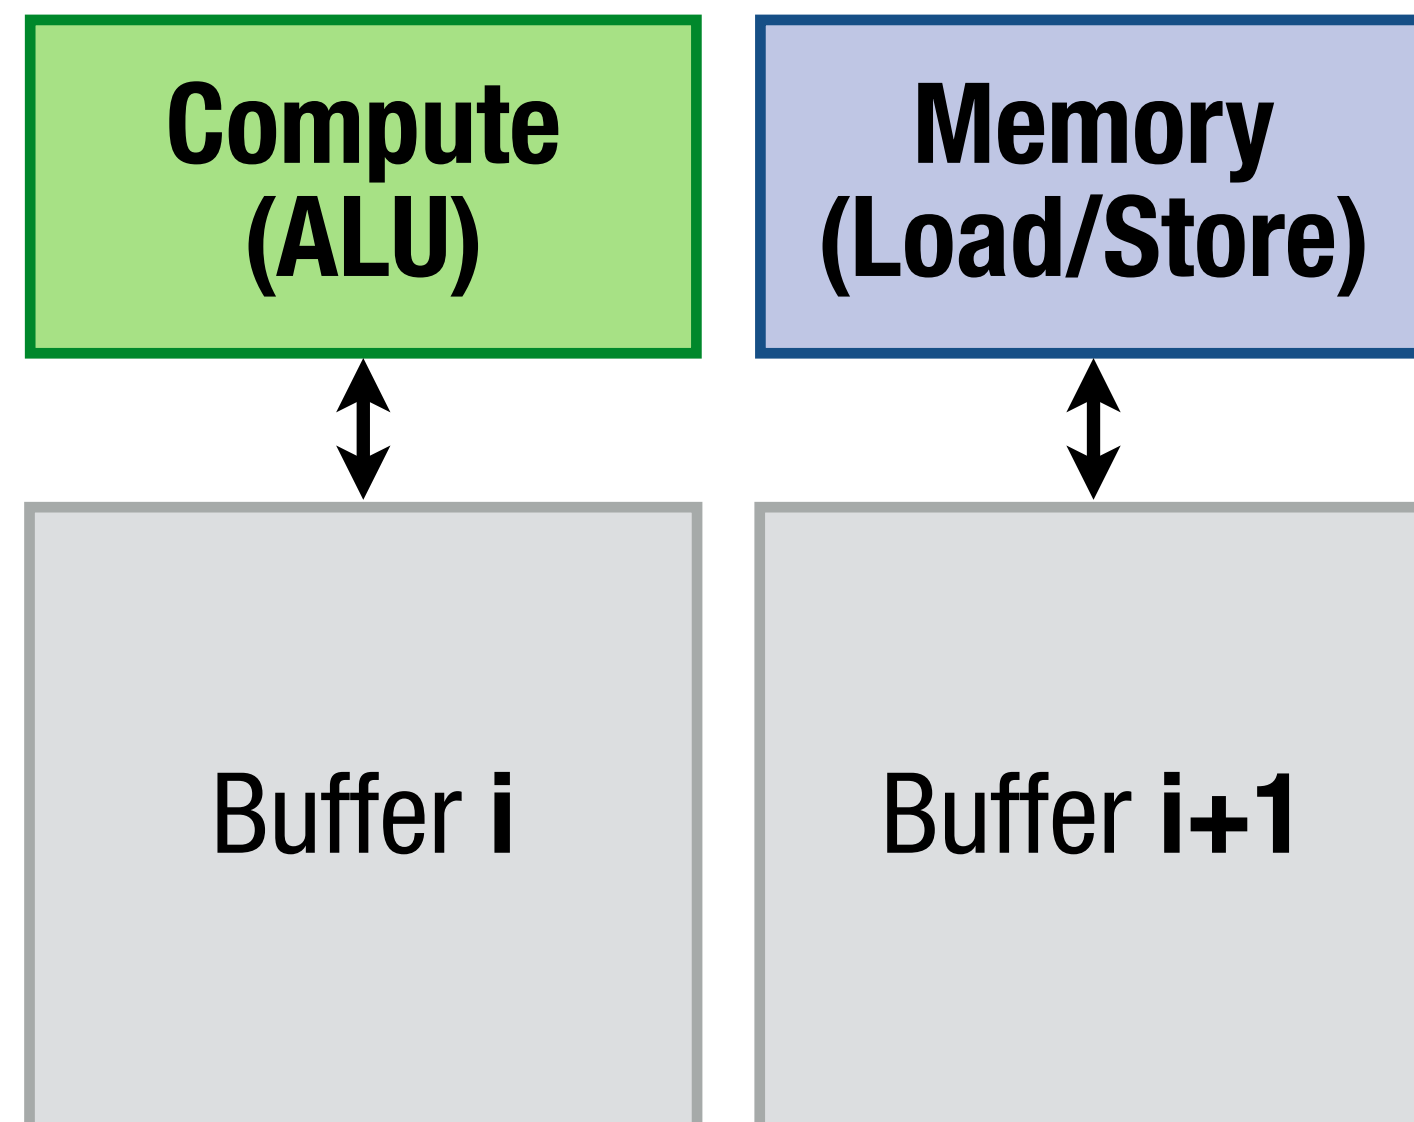 Compute
(ALU)
Memory
(Load/Store)
Buffer i
Buffer i+1